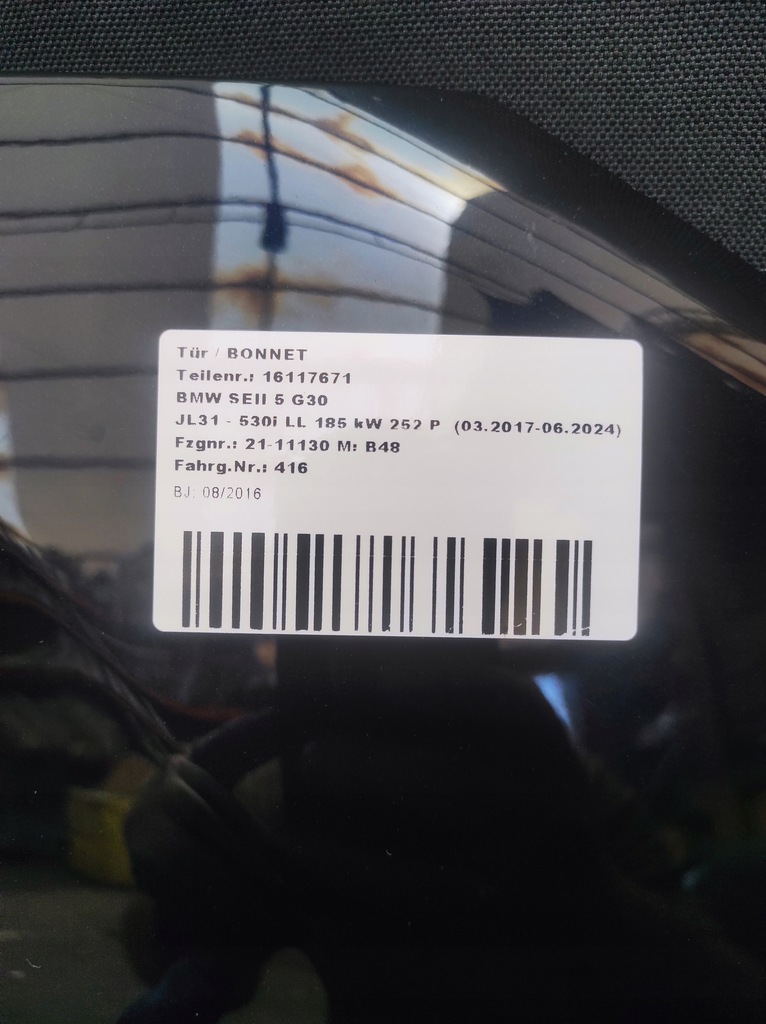 Tür / BONNET
Teilenr.: 16117671
BMW SEII 5 G30
JL31 - 530i LL 185 kW 252 P (03.2017-06.2024)
Fzgnr.: 21-11130 M: B48
Fahrg.Nr.: 416
BJ: 08/2016